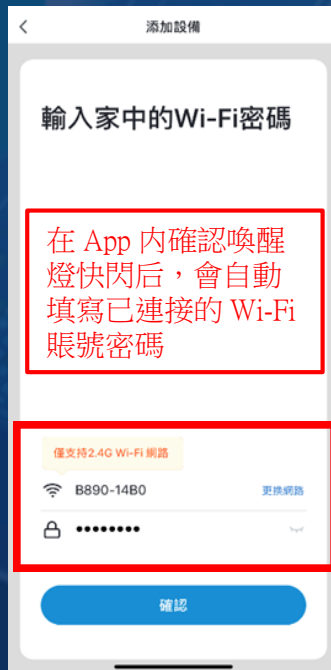 添加設備
輸入家中的Wi-Fi密碼
在 App 內確認喚醒
燈快閃后，會自動
填寫已連接的 Wi-Fi
賬號密碼
僅支持2.4G Wi-Fi 網路
B890-14B0
更換網路
••••••••
確認